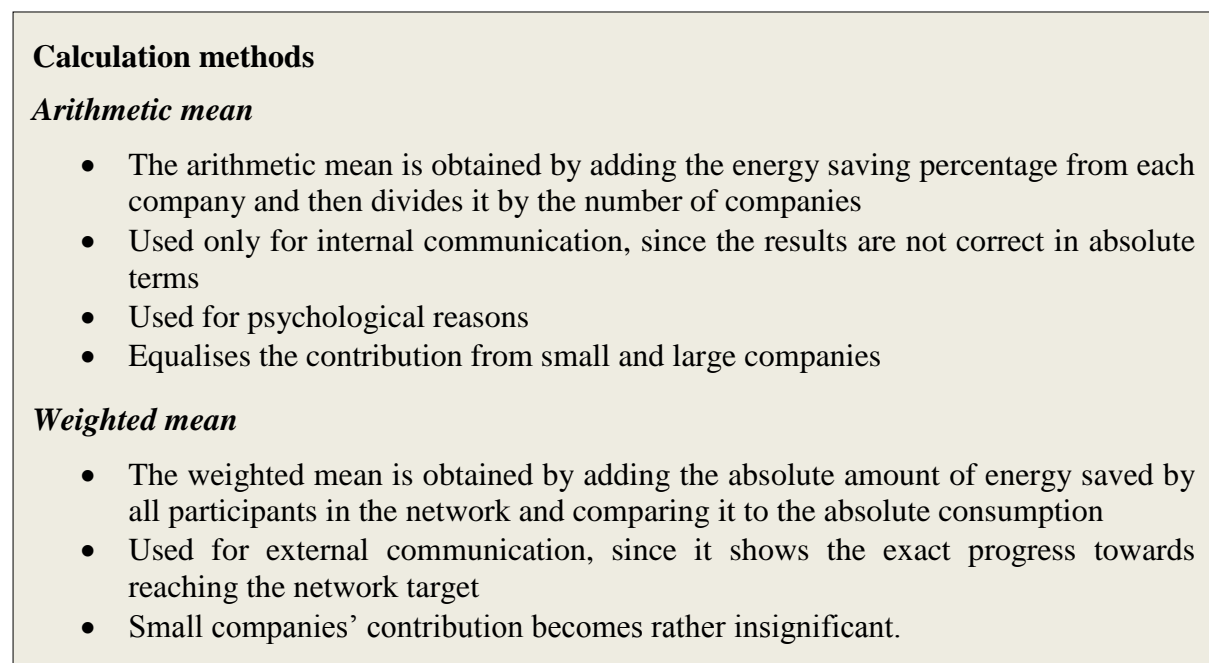 Calculation methods
Arithmetic mean
• The arithmetic mean is obtained by adding the energy saving percentage from each
company and then divides it by the number of companies
• Used only for internal communication, since the results are not correct in absolute
terms
• Used for psychological reasons
• Equalises the contribution from small and large companies
Weighted mean
• The weighted mean is obtained by adding the absolute amount of energy saved by
all participants in the network and comparing it to the absolute consumption
• Used for external communication, since it shows the exact progress towards
reaching the network target
• Small companies’ contribution becomes rather insignificant.